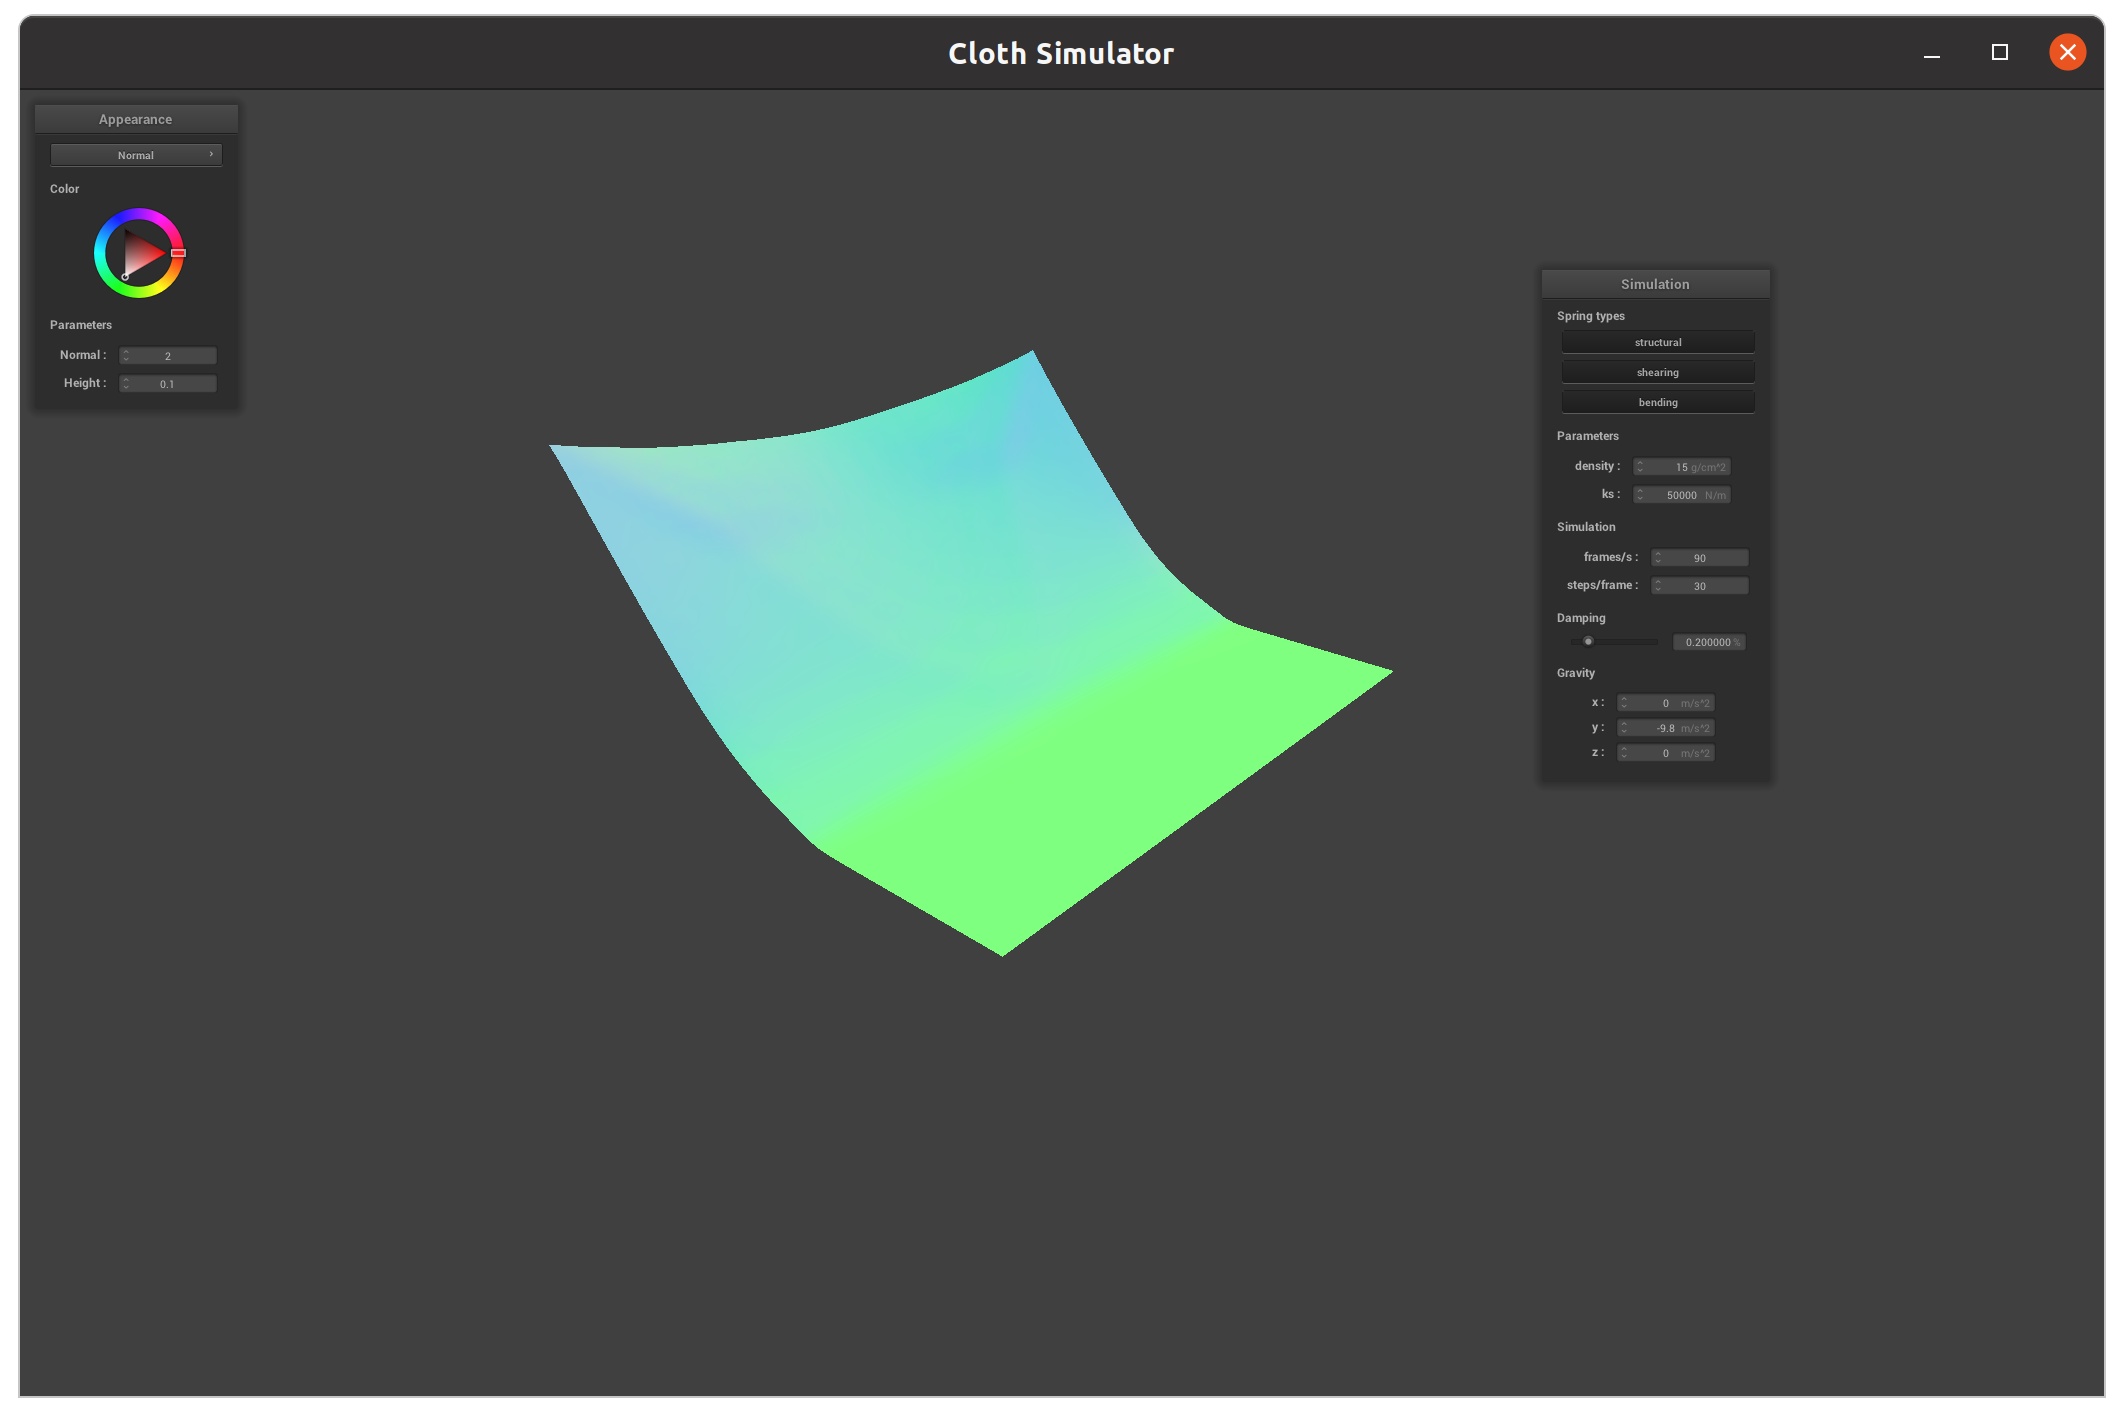 Cloth Simulator
Appearance
Normal
Color
Parameters
Normal : 2
Height : 0.1
Simulation
Spring types
structural
shearing
bending
Parameters
density : 15 g/cm^2
ks : 50000 N/m
Simulation
frames/s : 90
steps/frame : 30
Damping
0.200000 %
Gravity
x : 0 m/s^2
y : -9.8 m/s^2
z : 0 m/s^2